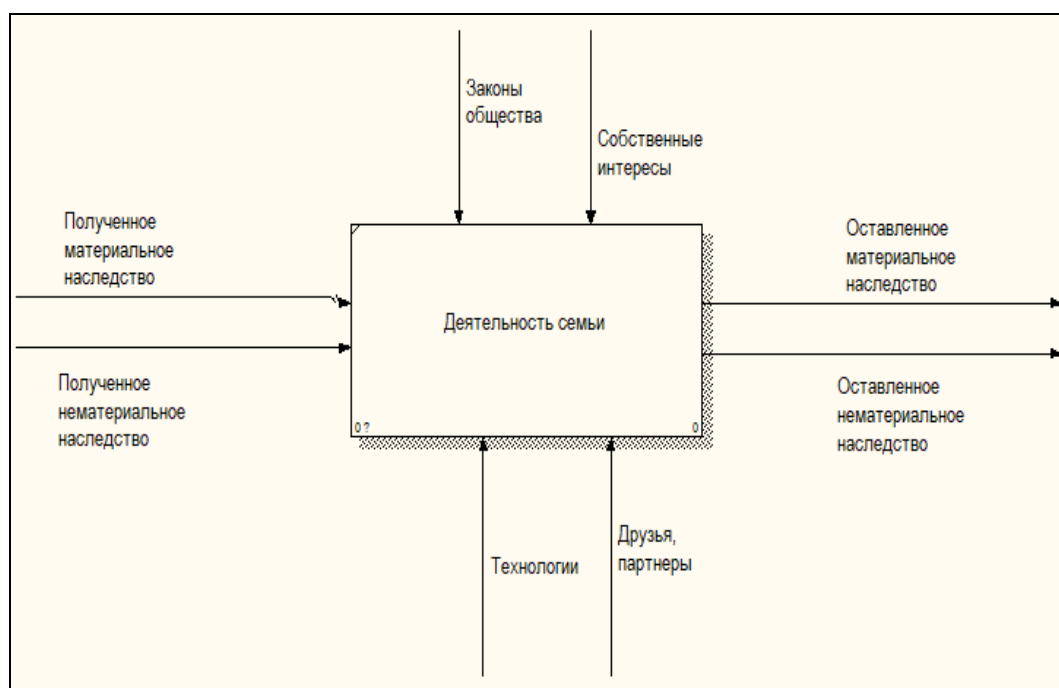 Законы
общества
Собственные
интересы
Полученное
материальное
наследство
Оставленное
материальное
наследство
Деятельность семьи
Полученное
нематериальное
наследство
Оставленное
нематериальное
наследство
0 ?
0
Друзья,
партнеры
Технологии